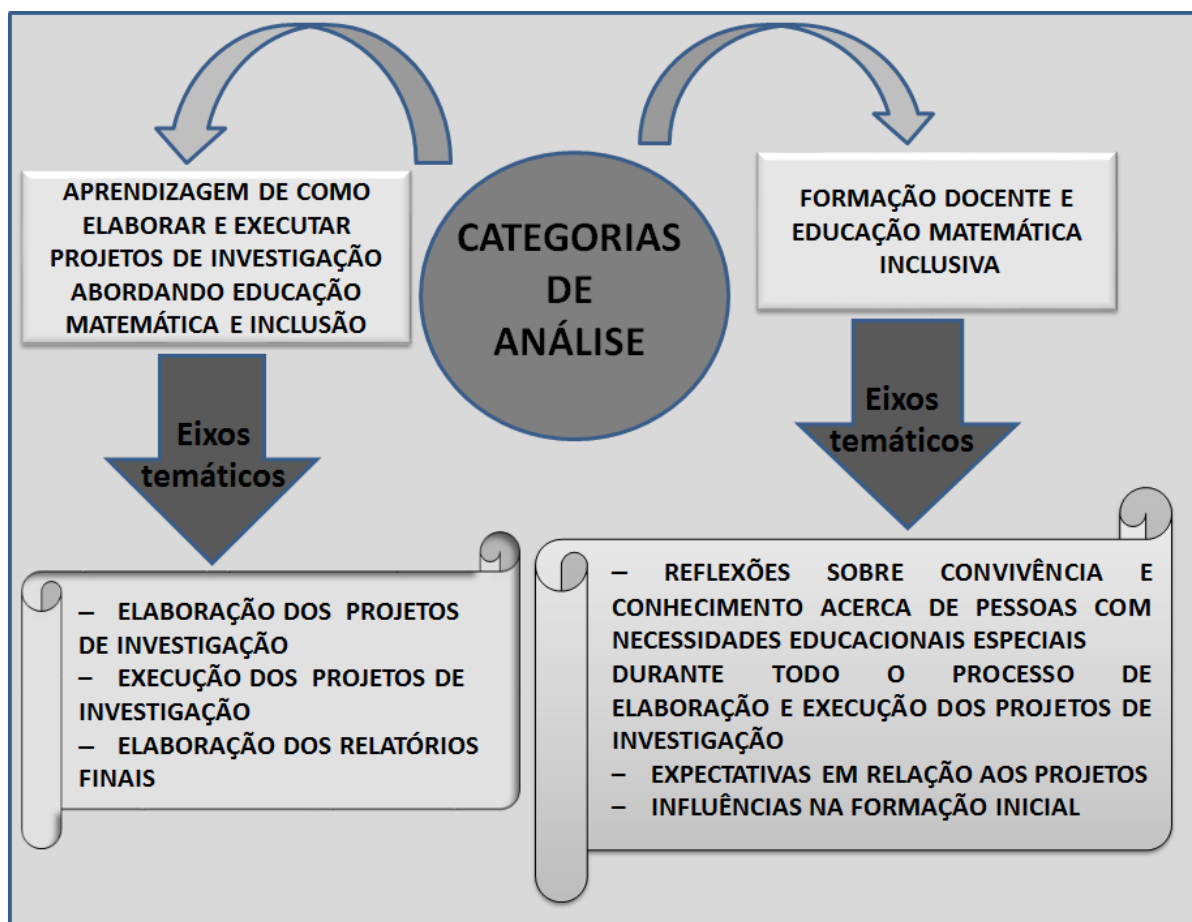 CATEGORIAS
DE
ANÁLISE
APRENDIZAGEM DE COMO
ELABORAR E EXECUTAR
PROJETOS DE INVESTIGAÇÃO
ABORDANDO EDUCAÇÃO
MATEMÁTICA E INCLUSÃO
Eixos
temáticos
– ELABORAÇÃO DOS PROJETOS
DE INVESTIGAÇÃO
– EXECUÇÃO DOS PROJETOS DE
INVESTIGAÇÃO
– ELABORAÇÃO DOS RELATÓRIOS
FINAIS
FORMAÇÃO DOCENTE E
EDUCAÇÃO MATEMÁTICA
INCLUSIVA
Eixos
temáticos
– REFLEXÕES SOBRE CONVIVÊNCIA E
CONHECIMENTO ACERCA DE PESSOAS COM
NECESSIDADES EDUCACIONAIS ESPECIAIS
DURANTE TODO O PROCESSO DE
ELABORAÇÃO E EXECUÇÃO DOS PROJETOS DE
INVESTIGAÇÃO
– EXPECTATIVAS EM RELAÇÃO AOS PROJETOS
– INFLUÊNCIAS NA FORMAÇÃO INICIAL